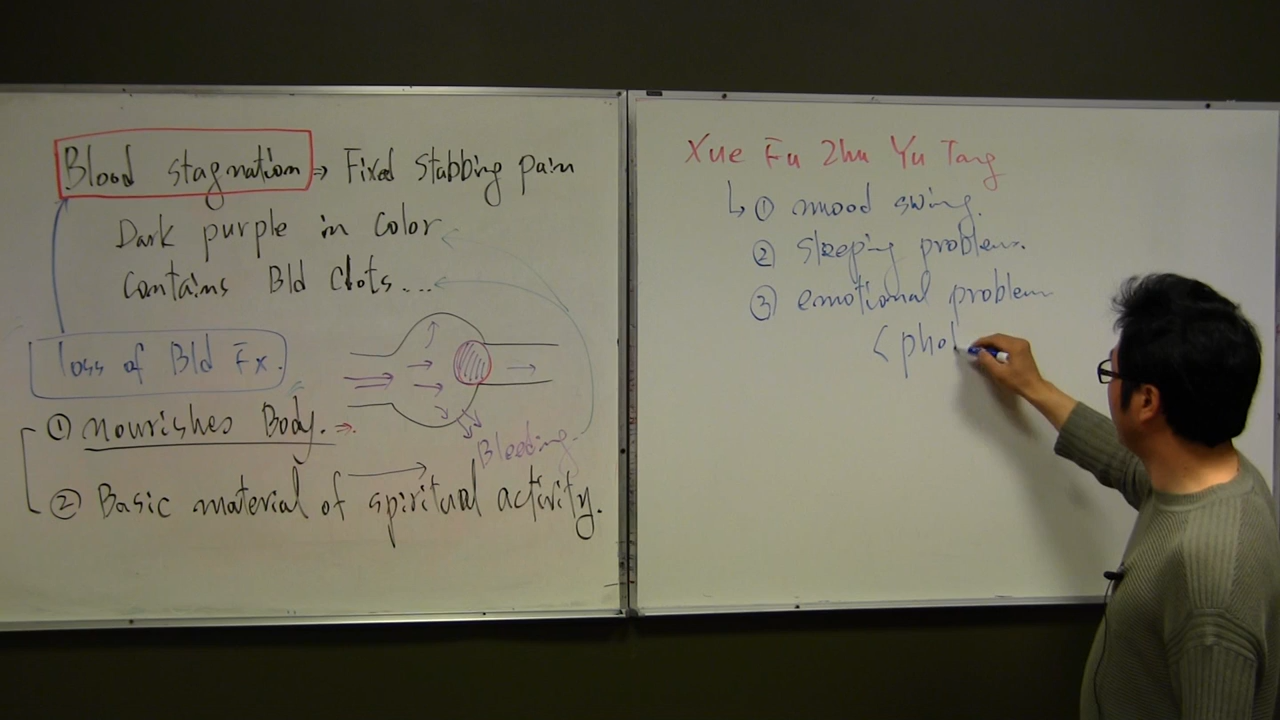 Blood stagnation ⇒ Fixed stabbing pain
Dark purple in color
Contains Bld Clots...
loss of Bld Fx.
① nourishes Body.
Bleeding.
② Basic material of spiritual activity.
Xue Fu Zhu Yu Tang
↳ ① mood swing.
② sleeping problem.
③ emotional problem
(pho